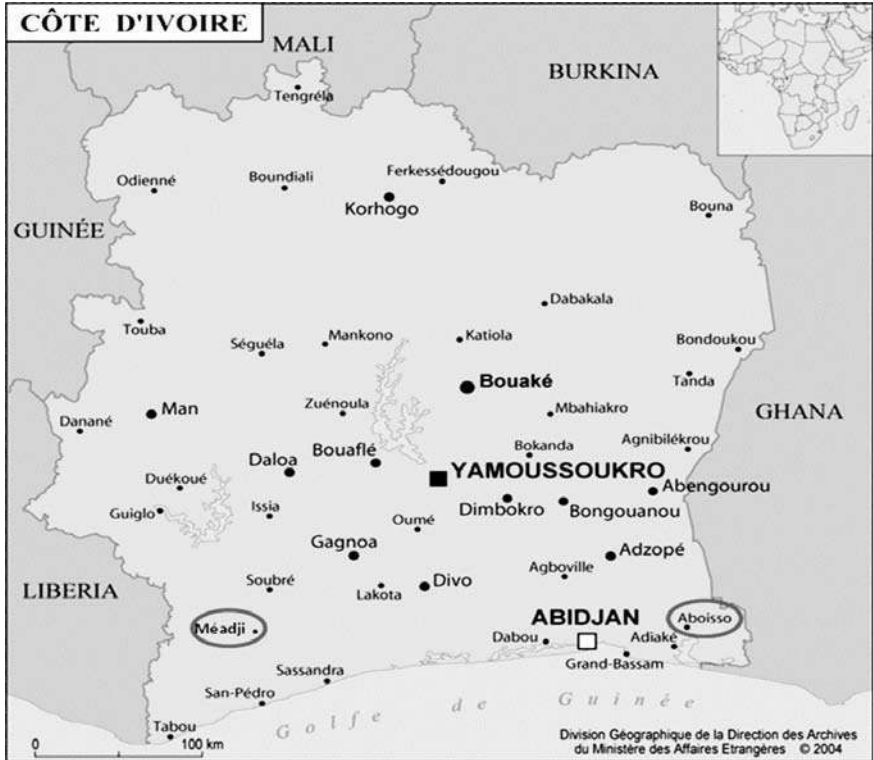 CÔTE D'IVOIRE
MALI
BURKINA
Tengréla
Ferkessédougou
Odienné
Boundiali
Korhogo
Bouna
GUINÉE
Dabakala
Touba
Mankono
Katiola
Bondoukou
Séguéla
Bouaké
Tanda
Zuénoula
Man
Mbahiakro
GHANA
Danané
Bouaflé
Bokanda
Agnibilékrou
Daloa
YAMOUSSOUKRO
Duékoué
Abengourou
Guiglo
Issia
Dimbokro
Bongouanou
Oumé
Gagnoa
Adzopé
LIBERIA
Soubré
Lakota
Divo
Agboville
Méadji
ABIDJAN
Aboisso
Dabou
Adiaké
Grand-Bassam
Sassandra
San-Pédro
Golfe de Guinée
Tabou
0 100 km
Division Géographique de la Direction des Archives
du Ministère des Affaires Etrangères © 2004